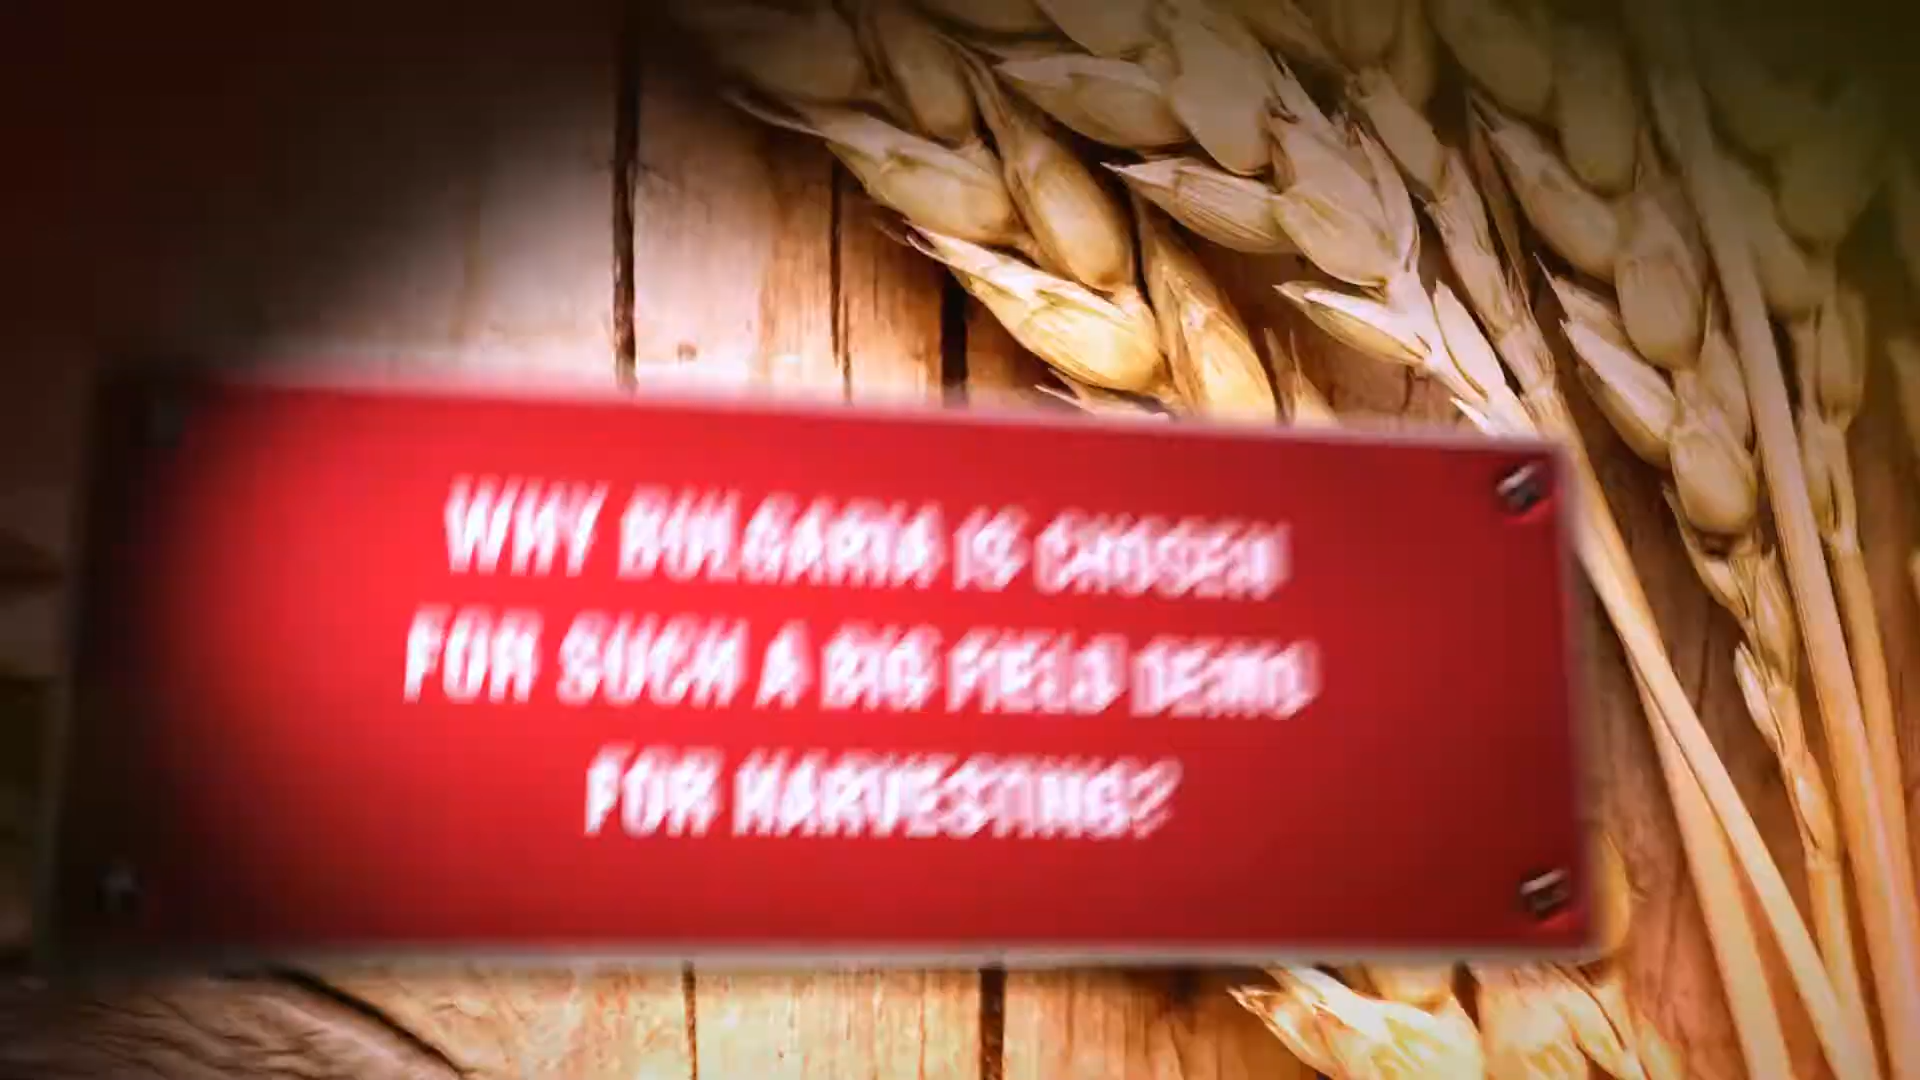 WHY BULGARIA IS CHOSEN
FOR SUCH A BIG FIELD DEMO
FOR HARVESTING?